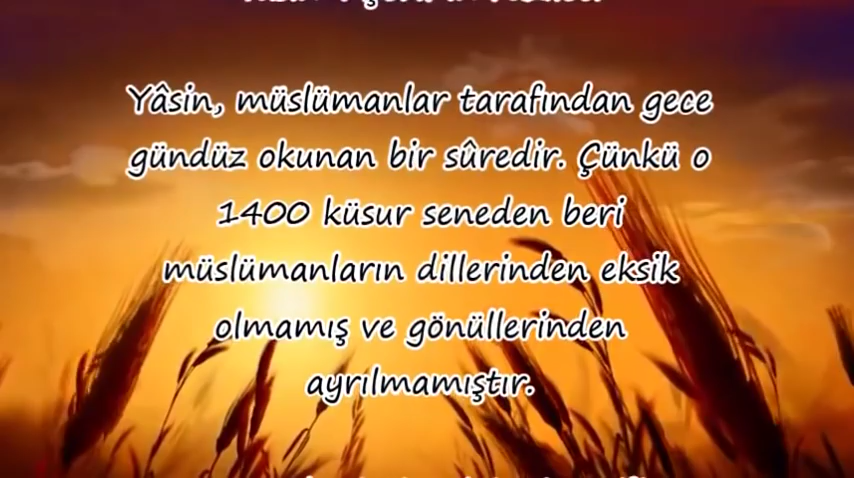 Yâsin, müslümanlar tarafından gece
gündüz okunan bir sûredir. Çünkü o
1400 küsur seneden beri
müslümanların dillerinden eksik
olmamış ve gönüllerinden
ayrılmamıştır.